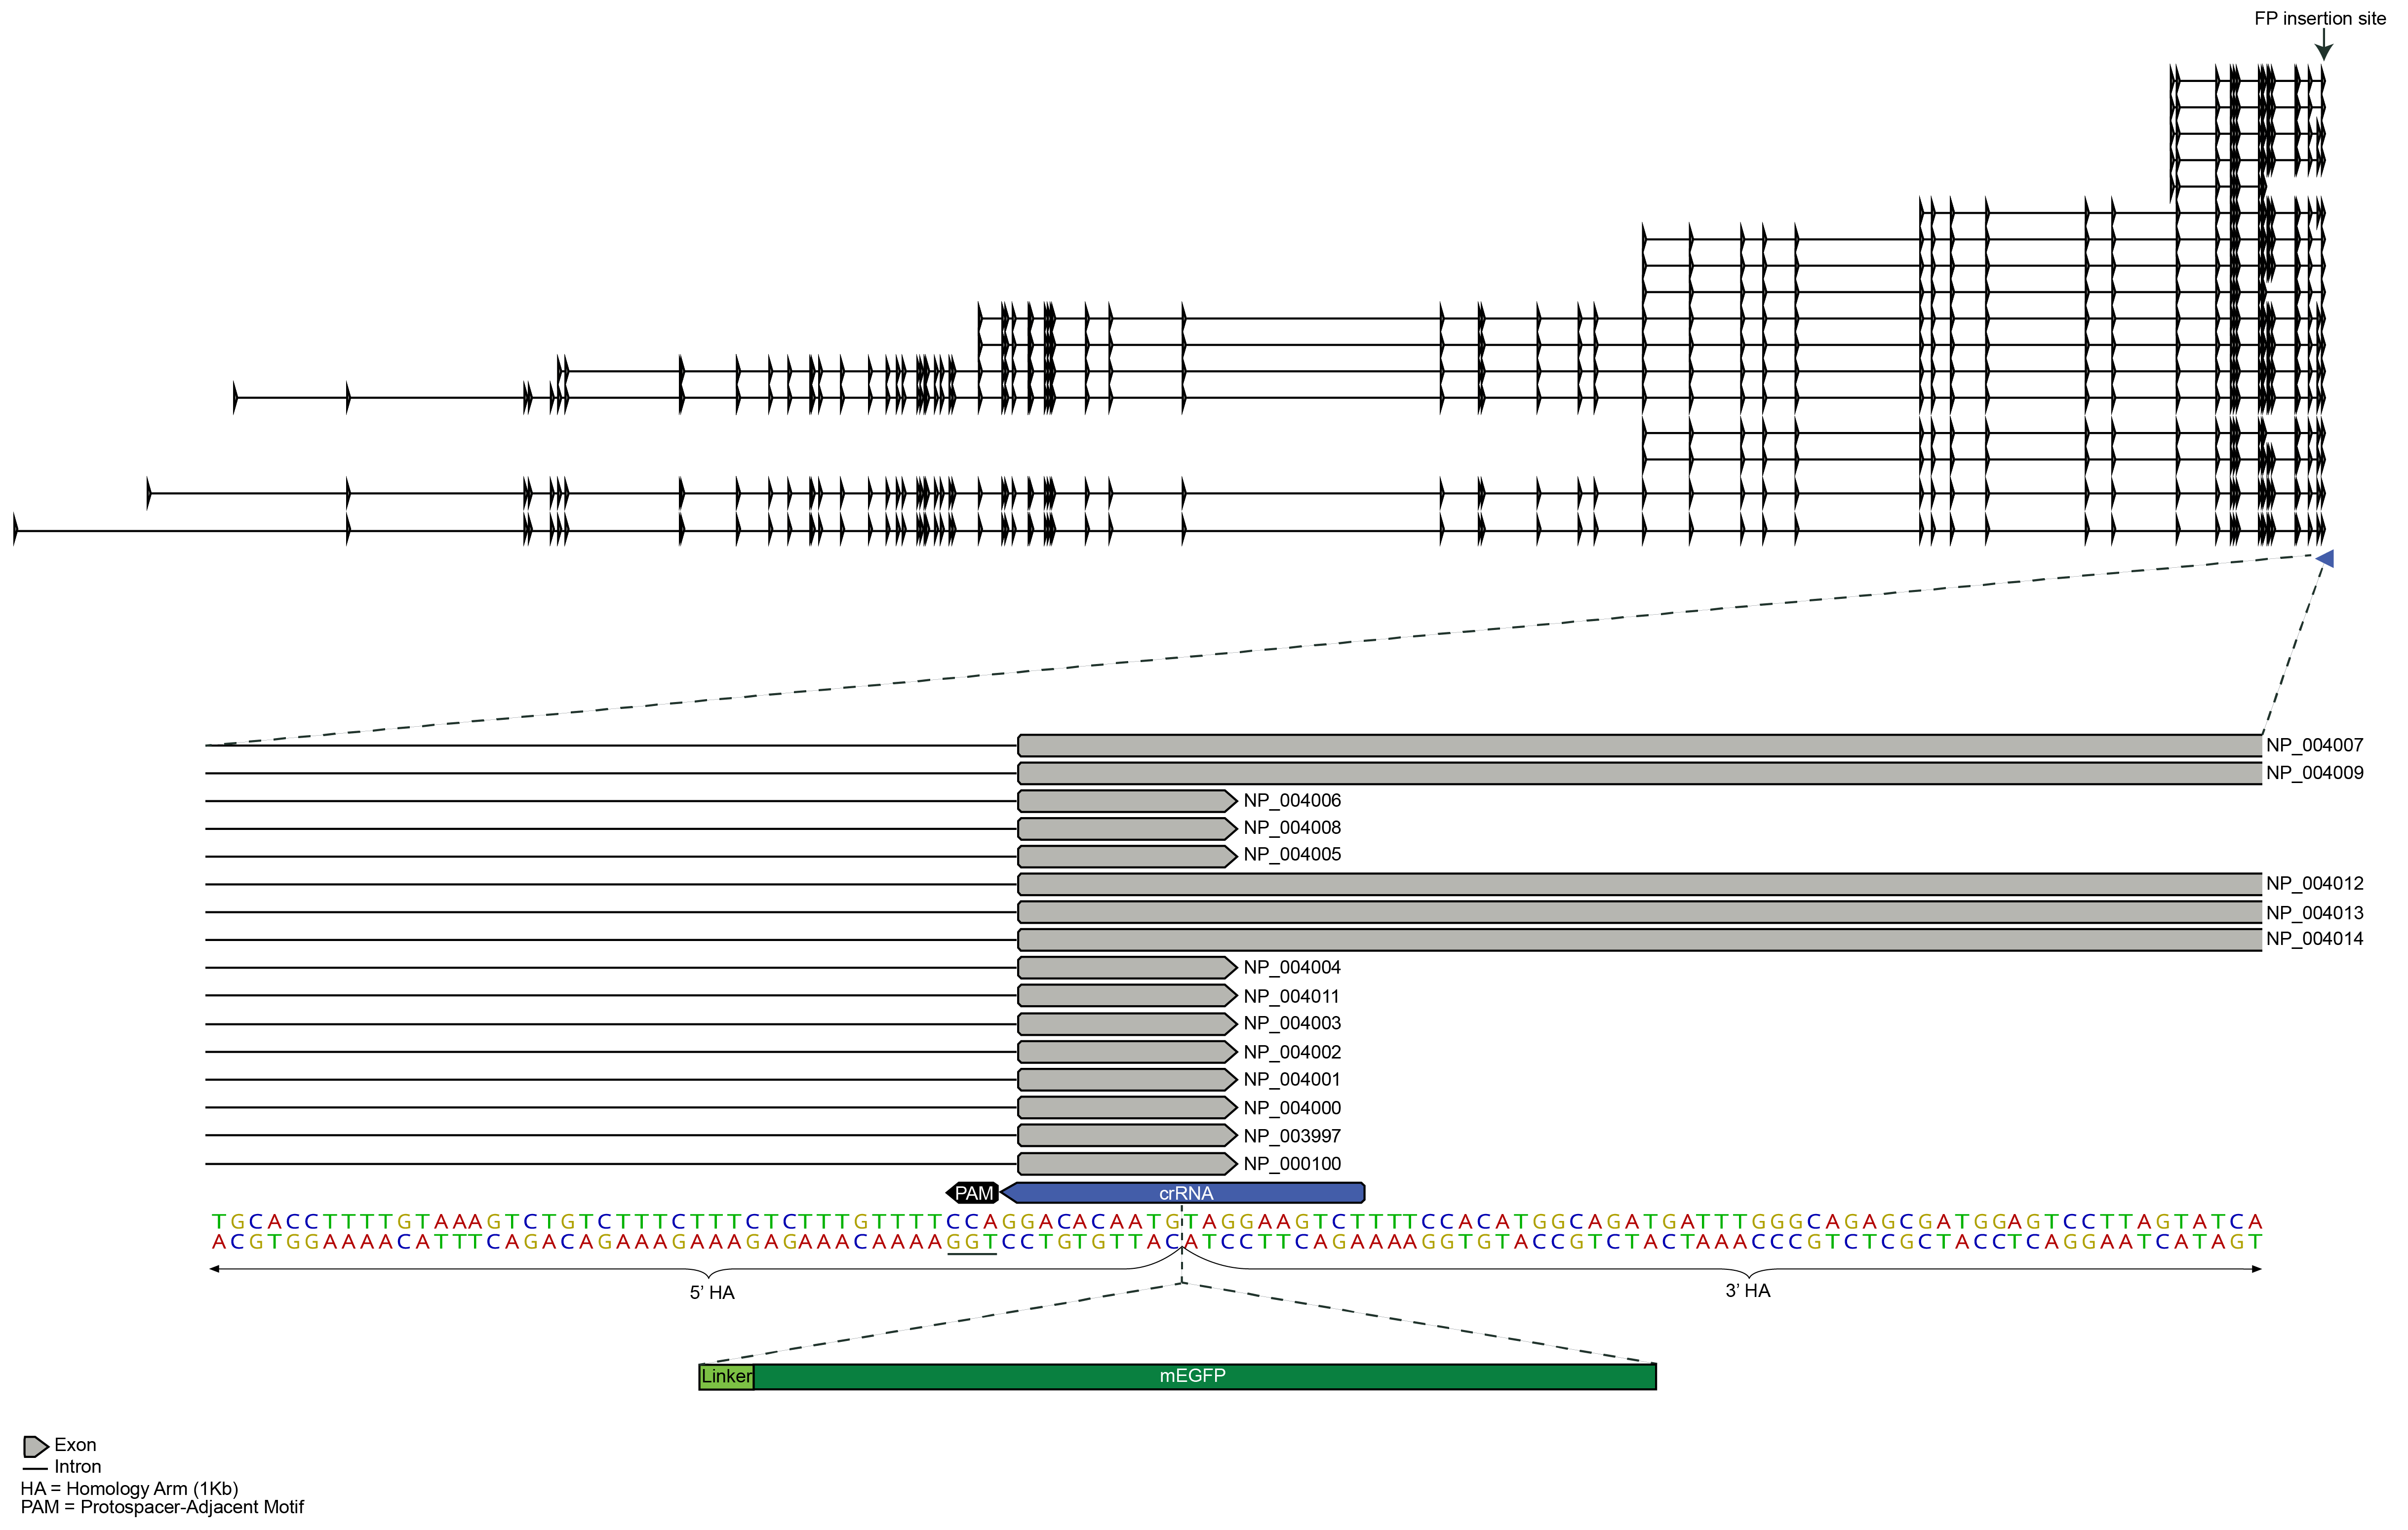 FP insertion site
NP_004007
NP_004009
NP_004006
NP_004008
NP_004005
NP_004012
NP_004013
NP_004014
NP_004004
NP_004011
NP_004003
NP_004002
NP_004001
NP_004000
NP_003997
NP_000100
PAM crRNA
TGCACCTTTTGTAAAGTCTGTCTTTCTTTCTCTTTGTTTTCCAGGACACAATGTAGGAAGTCTTTTCCACATGGCAGATGATTTGGGCAGAGCGATGGAGTCCTTAGTATCA
ACGTGGAAAACATTTCAGACAGAAAGAAAGAGAAACAAAAGGTCCTGTGTTACATCCTTCAGAAAAGGTGTACCGTCTACTAAACCCGTCTCGCTACCTCAGGAATCATAGT
5’ HA 3’ HA
Linker mEGFP
Exon
Intron
HA = Homology Arm (1Kb)
PAM = Protospacer-Adjacent Motif